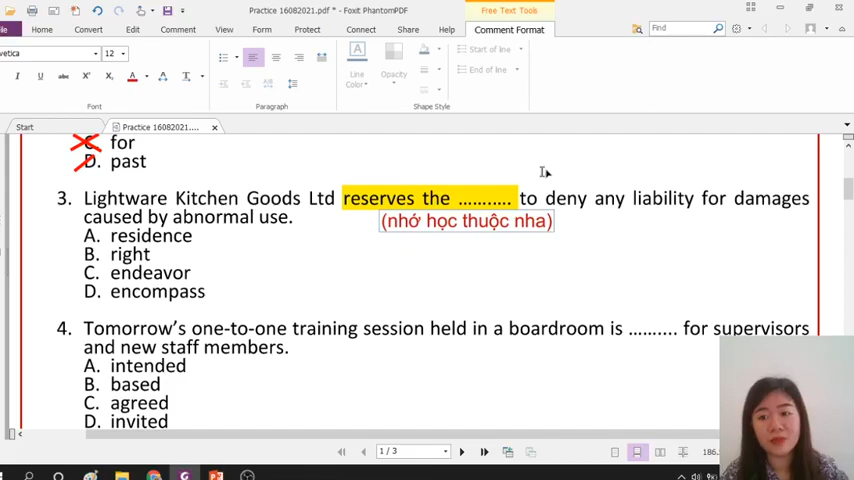 Practice 16082021.pdf * - Foxit PhantomPDF
Free Text Tools
Home Convert Edit Comment View Form Protect Connect Share Help Comment Format
Find
elvetica 12
Line Color
Opacity
Start of line
End of line
Font Paragraph Shape Style
Start Practice 16082021....
C. for
D. past
3. Lightware Kitchen Goods Ltd reserves the ............ to deny any liability for damages
caused by abnormal use.
(nhớ học thuộc nha)
A. residence
B. right
C. endeavor
D. encompass
4. Tomorrow's one-to-one training session held in a boardroom is .......... for supervisors
and new staff members.
A. intended
B. based
C. agreed
D. invited
1 / 3